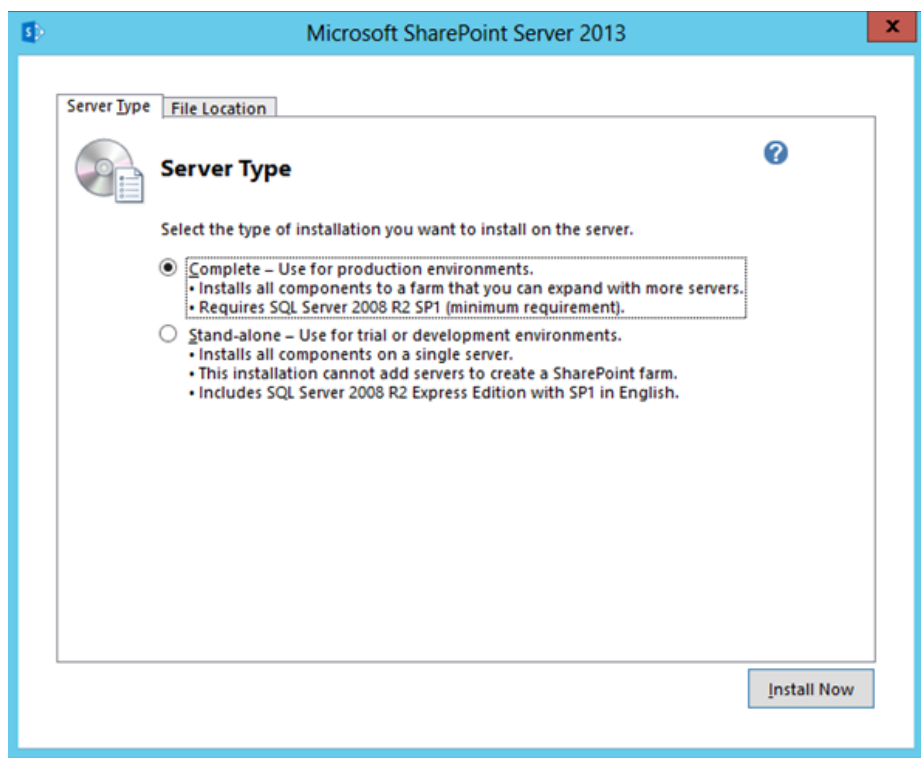 Microsoft SharePoint Server 2013
x
Server Type
File Location
Server Type
?
Select the type of installation you want to install on the server.
Complete – Use for production environments.
• Installs all components to a farm that you can expand with more servers.
• Requires SQL Server 2008 R2 SP1 (minimum requirement).
Stand-alone – Use for trial or development environments.
• Installs all components on a single server.
• This installation cannot add servers to create a SharePoint farm.
• Includes SQL Server 2008 R2 Express Edition with SP1 in English.
Install Now